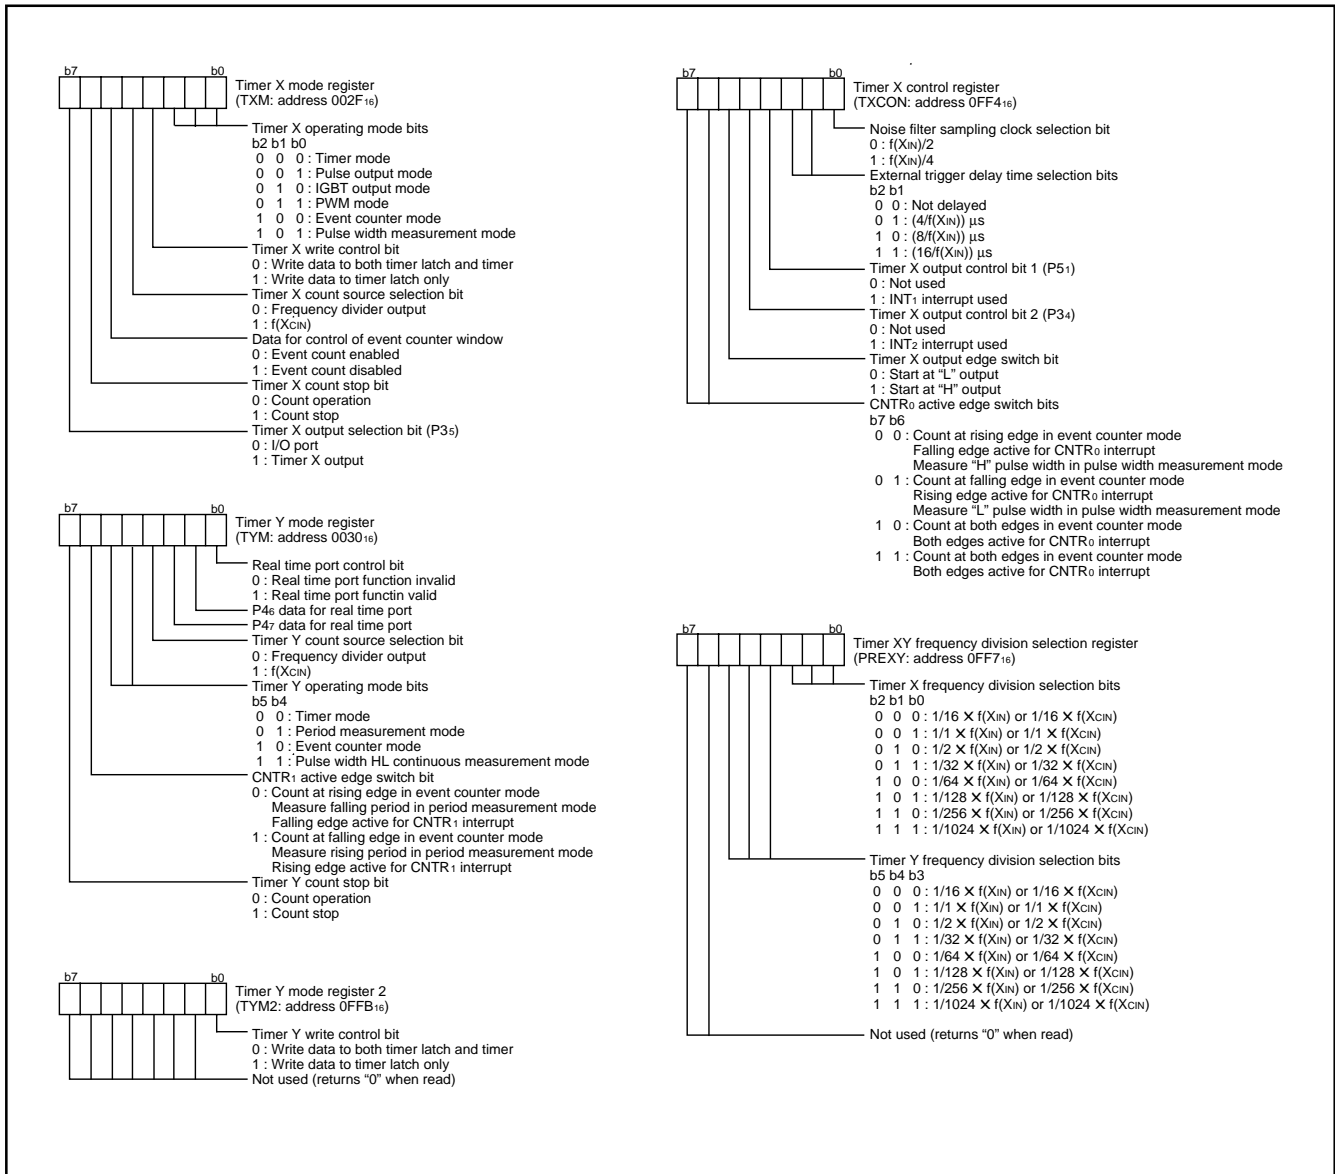 b7 b0
Timer X mode register
(TXM: address 002F16)
Timer X operating mode bits
b2 b1 b0
0 0 0 : Timer mode
0 0 1 : Pulse output mode
0 1 0 : IGBT output mode
0 1 1 : PWM mode
1 0 0 : Event counter mode
1 0 1 : Pulse width measurement mode
Timer X write control bit
0 : Write data to both timer latch and timer
1 : Write data to timer latch only
Timer X count source selection bit
0 : Frequency divider output
1 : f(XCIN)
Data for control of event counter window
0 : Event count enabled
1 : Event count disabled
Timer X count stop bit
0 : Count operation
1 : Count stop
Timer X output selection bit (P35)
0 : I/O port
1 : Timer X output
b7 b0
Timer Y mode register
(TYM: address 003016)
Real time port control bit
0 : Real time port function invalid
1 : Real time port functin valid
P46 data for real time port
P47 data for real time port
Timer Y count source selection bit
0 : Frequency divider output
1 : f(XCIN)
Timer Y operating mode bits
b5 b4
0 0 : Timer mode
0 1 : Period measurement mode
1 0 : Event counter mode
1 1 : Pulse width HL continuous measurement mode
CNTR1 active edge switch bit
0 : Count at rising edge in event counter mode
Measure falling period in period measurement mode
Falling edge active for CNTR1 interrupt
1 : Count at falling edge in event counter mode
Measure rising period in period measurement mode
Rising edge active for CNTR1 interrupt
Timer Y count stop bit
0 : Count operation
1 : Count stop
b7 b0
Timer Y mode register 2
(TYM2: address 0FFB16)
Timer Y write control bit
0 : Write data to both timer latch and timer
1 : Write data to timer latch only
Not used (returns “0” when read)
b7 b0
Timer X control register
(TXCON: address 0FF416)
Noise filter sampling clock selection bit
0 : f(XIN)/2
1 : f(XIN)/4
External trigger delay time selection bits
b2 b1
0 0 : Not delayed
0 1 : (4/f(XIN)) μs
1 0 : (8/f(XIN)) μs
1 1 : (16/f(XIN)) μs
Timer X output control bit 1 (P51)
0 : Not used
1 : INT1 interrupt used
Timer X output control bit 2 (P34)
0 : Not used
1 : INT2 interrupt used
Timer X output edge switch bit
0 : Start at “L” output
1 : Start at “H” output
CNTR0 active edge switch bits
b7 b6
0 0 : Count at rising edge in event counter mode
Falling edge active for CNTR0 interrupt
Measure “H” pulse width in pulse width measurement mode
0 1 : Count at falling edge in event counter mode
Rising edge active for CNTR0 interrupt
Measure “L” pulse width in pulse width measurement mode
1 0 : Count at both edges in event counter mode
Both edges active for CNTR0 interrupt
1 1 : Count at both edges in event counter mode
Both edges active for CNTR0 interrupt
b7 b0
Timer XY frequency division selection register
(PREXY: address 0FF716)
Timer X frequency division selection bits
b2 b1 b0
0 0 0 : 1/16 × f(XIN) or 1/16 × f(XCIN)
0 0 1 : 1/1 × f(XIN) or 1/1 × f(XCIN)
0 1 0 : 1/2 × f(XIN) or 1/2 × f(XCIN)
0 1 1 : 1/32 × f(XIN) or 1/32 × f(XCIN)
1 0 0 : 1/64 × f(XIN) or 1/64 × f(XCIN)
1 0 1 : 1/128 × f(XIN) or 1/128 × f(XCIN)
1 1 0 : 1/256 × f(XIN) or 1/256 × f(XCIN)
1 1 1 : 1/1024 × f(XIN) or 1/1024 × f(XCIN)
Timer Y frequency division selection bits
b5 b4 b3
0 0 0 : 1/16 × f(XIN) or 1/16 × f(XCIN)
0 0 1 : 1/1 × f(XIN) or 1/1 × f(XCIN)
0 1 0 : 1/2 × f(XIN) or 1/2 × f(XCIN)
0 1 1 : 1/32 × f(XIN) or 1/32 × f(XCIN)
1 0 0 : 1/64 × f(XIN) or 1/64 × f(XCIN)
1 0 1 : 1/128 × f(XIN) or 1/128 × f(XCIN)
1 1 0 : 1/256 × f(XIN) or 1/256 × f(XCIN)
1 1 1 : 1/1024 × f(XIN) or 1/1024 × f(XCIN)
Not used (returns “0” when read)